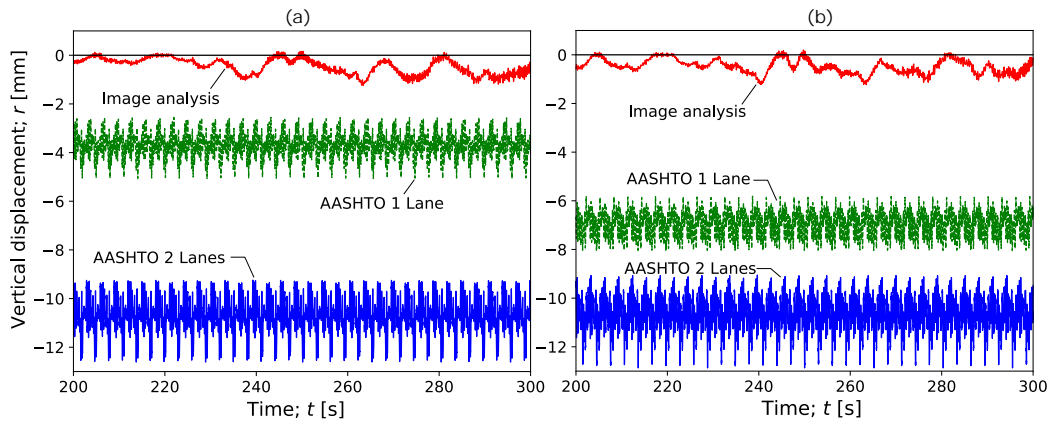 (a)
Vertical displacement; r [mm]
0
−2
−4
−6
−8
−10
−12
Image analysis
AASHTO 1 Lane
AASHTO 2 Lanes
200 220 240 260 280 300
Time; t [s]
(b)
0
−2
−4
−6
−8
−10
−12
Image analysis
AASHTO 1 Lane
AASHTO 2 Lanes
200 220 240 260 280 300
Time; t [s]